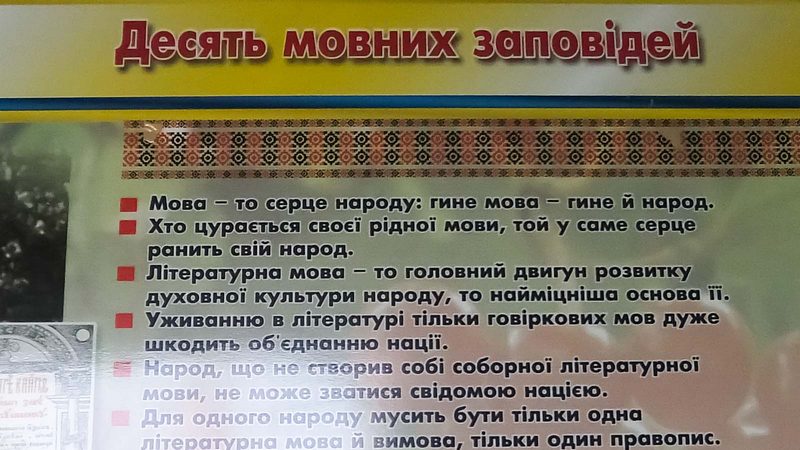 Десять мовних заповідей
Мова – то серце народу: гине мова – гине й народ.
Хто цурається своєї рідної мови, той у саме серце
ранить свій народ.
Літературна мова – то головний двигун розвитку
духовної культури народу, то найміцніша основа її.
Уживанню в літературі тільки говіркових мов дуже
шкодить об'єднанню нації.
Народ, що не створив собі соборної літературної
мови, не може зватися свідомою нацією.
Для одного народу мусить бути тільки одна
літературна мова й вимова, тільки один правопис.